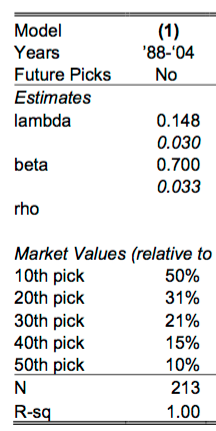 Model (1)
Years '88-'04
Future Picks No
Estimates
lambda 0.148
0.030
beta 0.700
0.033
rho
Market Values (relative to
10th pick 50%
20th pick 31%
30th pick 21%
40th pick 15%
50th pick 10%
N 213
R-sq 1.00